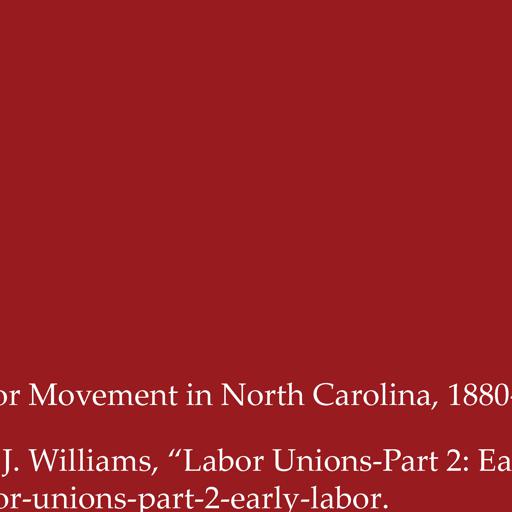 or Movement in North Carolina, 1880-
J. Williams, “Labor Unions-Part 2: Ea
or-unions-part-2-early-labor.